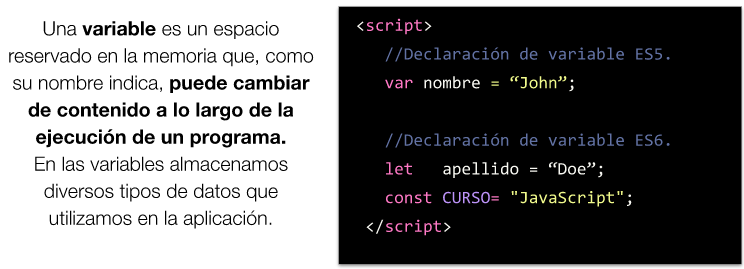 Una variable es un espacio
reservado en la memoria que, como
su nombre indica, puede cambiar
de contenido a lo largo de la
ejecución de un programa.
En las variables almacenamos
diversos tipos de datos que
utilizamos en la aplicación.
<script>
//Declaración de variable ES5.
var nombre = “John”;
//Declaración de variable ES6.
let   apellido = “Doe”;
const CURSO= "JavaScript";
</script>